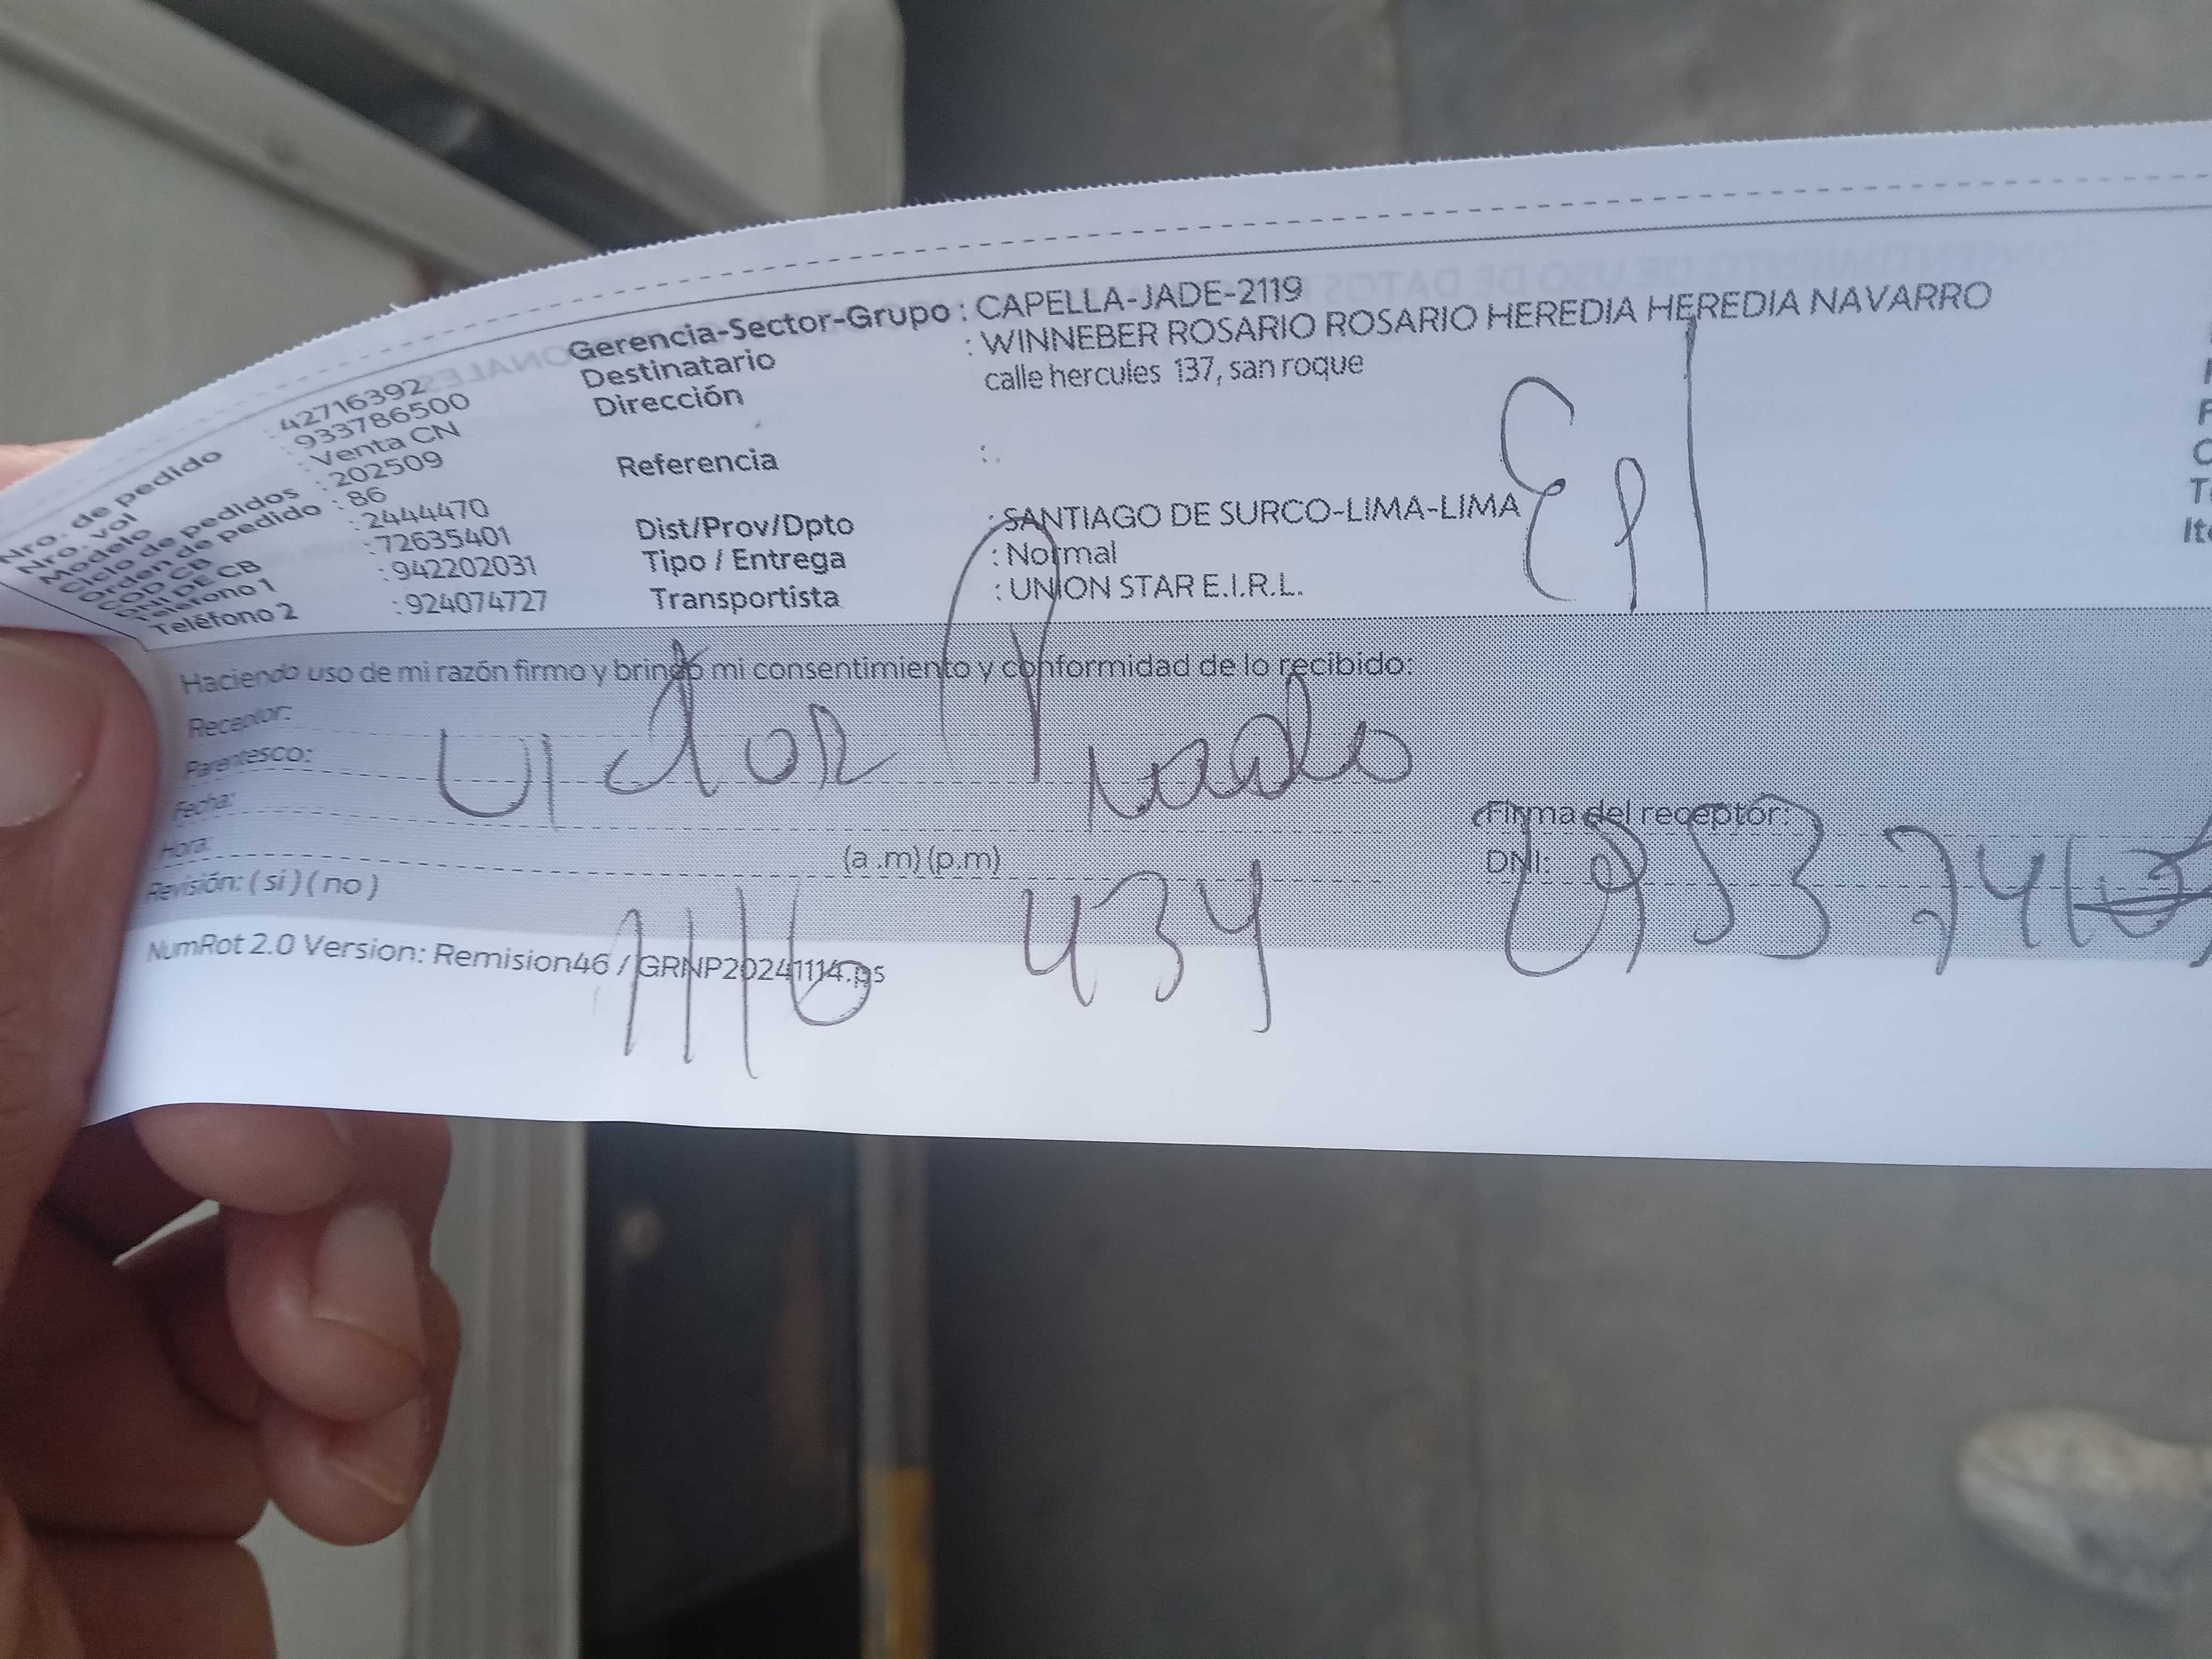 Nro. de pedido : 42716392
Nro. vol : 933786500
Modelo : Venta CN
Ciclo de pedidos : 202509
Orden de pedido : 86
COD CB : 2444470
DNI DE CB : 72635401
Teléfono 1 : 942202031
Teléfono 2 : 924074727
Gerencia-Sector-Grupo : CAPELLA-JADE-2119
Destinatario : WINNEBER ROSARIO ROSARIO HEREDIA HEREDIA NAVARRO
Dirección calle hercules 137, san roque
Referencia :.
Dist/Prov/Dpto : SANTIAGO DE SURCO-LIMA-LIMA
Tipo / Entrega : Normal
Transportista : UNION STAR E.I.R.L.
Haciendo uso de mi razón firmo y brindo mi consentimiento y conformidad de lo recibido:
Receptor:
Parentesco:
Victor
Fecha:
Hora: (a .m) (p.m)
Revisión: ( si ) ( no )
Firma del receptor:
DNI:
434
NumRot 2.0 Version: Remision46 / GRNP20241114.ps